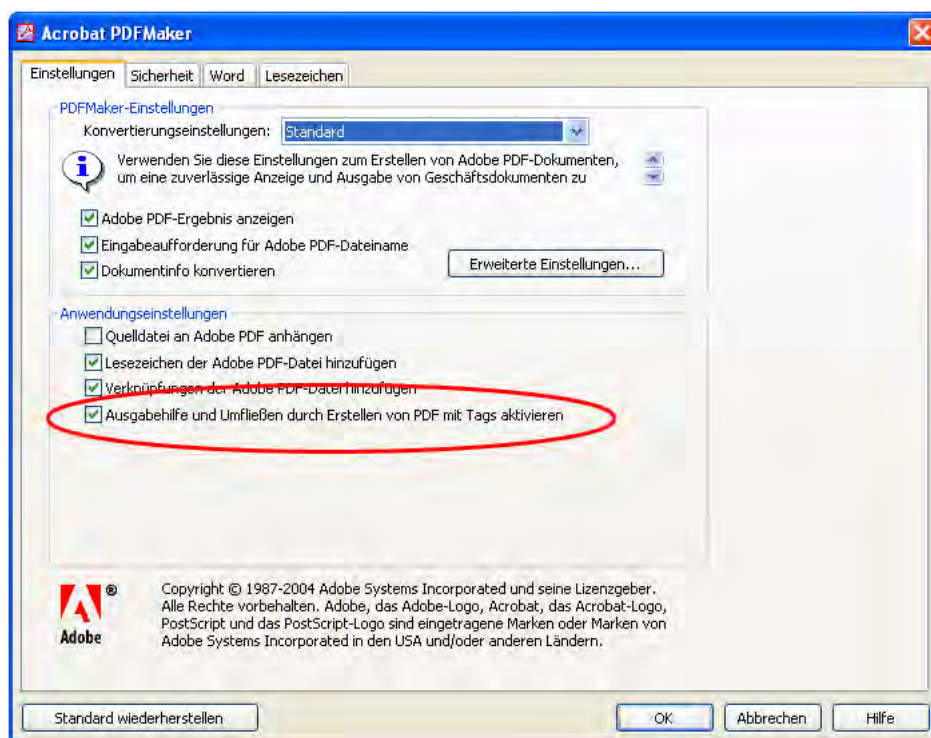 Acrobat PDFMaker
Einstellungen Sicherheit Word Lesezeichen
PDFMaker-Einstellungen
Konvertierungseinstellungen: Standard
Verwenden Sie diese Einstellungen zum Erstellen von Adobe PDF-Dokumenten,
um eine zuverlässige Anzeige und Ausgabe von Geschäftsdokumenten zu
Adobe PDF-Ergebnis anzeigen
Eingabeaufforderung für Adobe PDF-Dateiname
Dokumentinfo konvertieren
Erweiterte Einstellungen...
Anwendungseinstellungen
Quelldatei an Adobe PDF anhängen
Lesezeichen der Adobe PDF-Datei hinzufügen
Verknüpfungen der Adobe PDF-Datei hinzufügen
Ausgabehilfe und Umfließen durch Erstellen von PDF mit Tags aktivieren
Copyright © 1987-2004 Adobe Systems Incorporated und seine Lizenzgeber.
Alle Rechte vorbehalten. Adobe, das Adobe-Logo, Acrobat, das Acrobat-Logo,
PostScript und das PostScript-Logo sind eingetragene Marken oder Marken von
Adobe Systems Incorporated in den USA und/oder anderen Ländern.
® Adobe
Standard wiederherstellen OK Abbrechen Hilfe